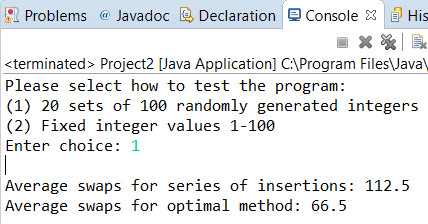 Problems @ Javadoc Declaration Console His
<terminated> Project2 [Java Application] C:\Program Files\Java\
Please select how to test the program:
(1) 20 sets of 100 randomly generated integers
(2) Fixed integer values 1-100
Enter choice: 1
Average swaps for series of insertions: 112.5
Average swaps for optimal method: 66.5